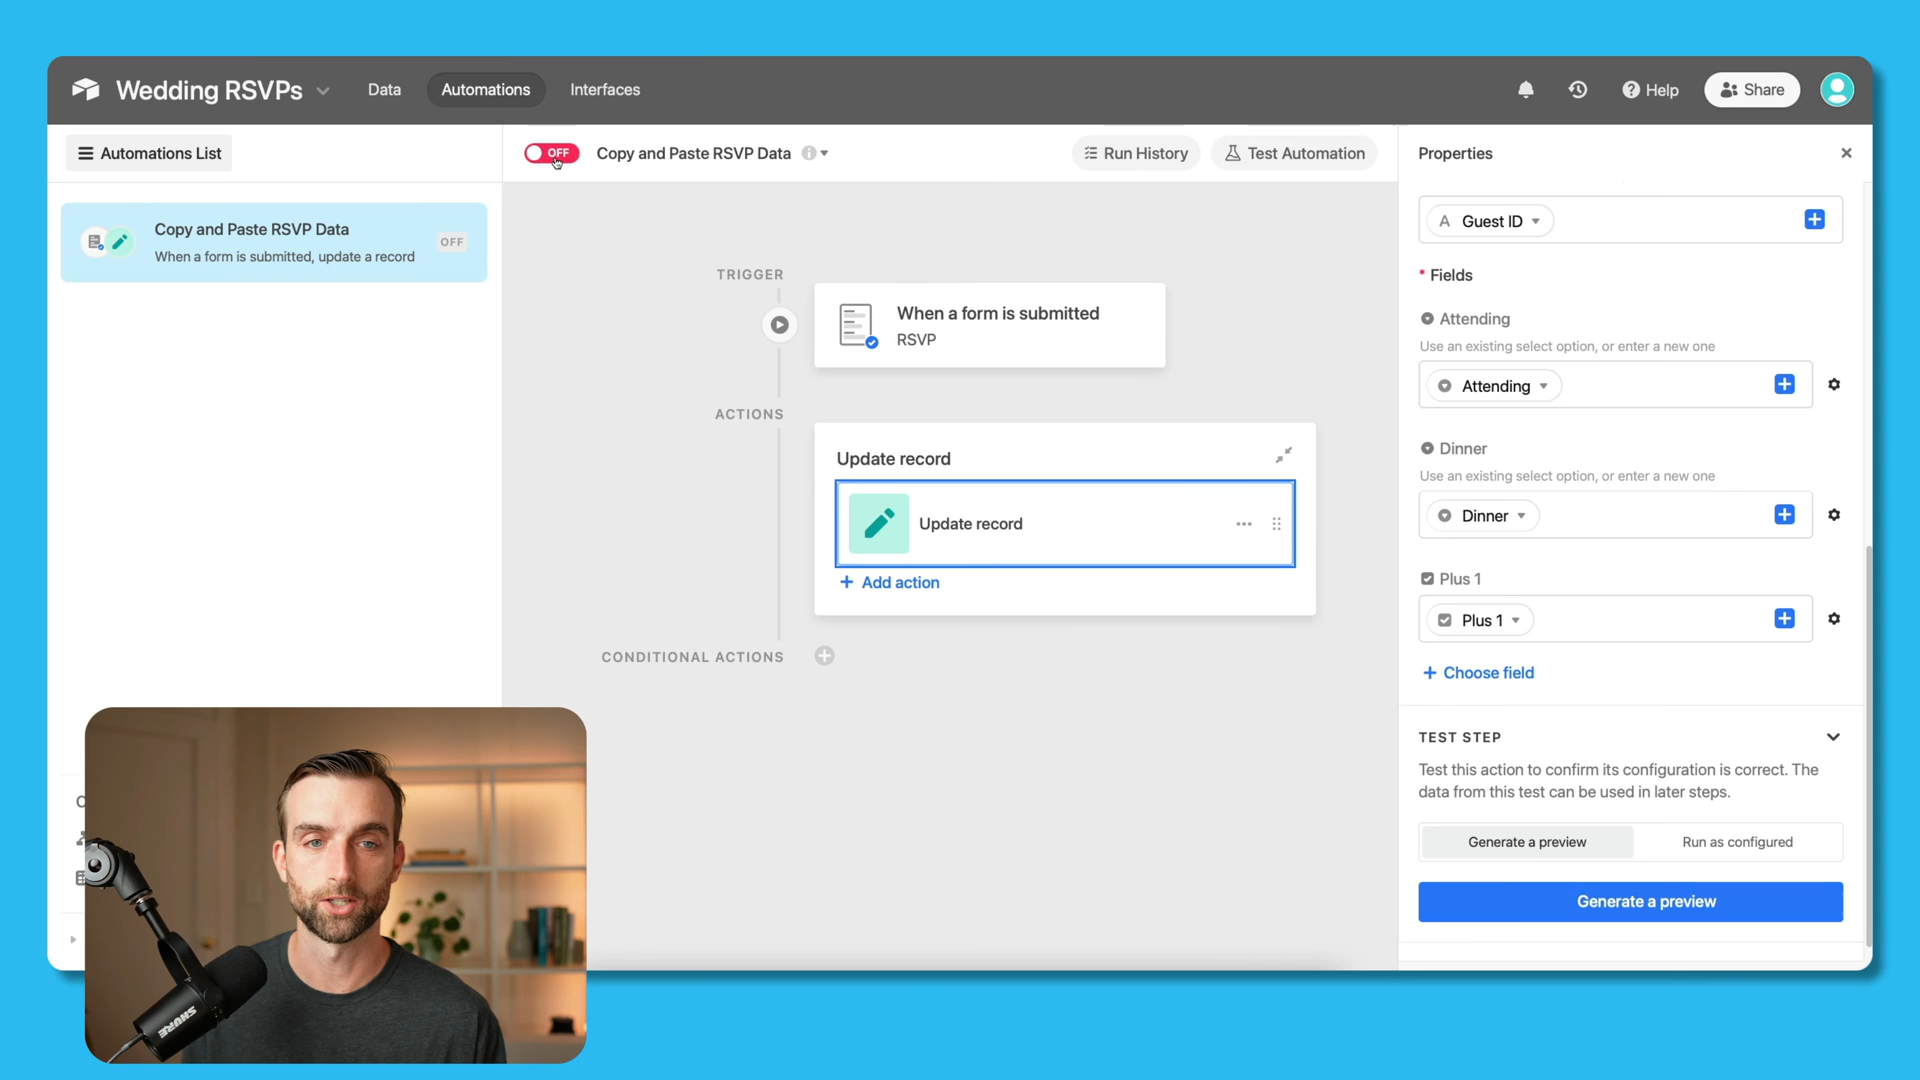 Wedding RSVPs
Data
Automations
Interfaces
Help
Share
Automations List
OFF
Copy and Paste RSVP Data
Run History
Test Automation
Properties
Copy and Paste RSVP Data
When a form is submitted, update a record
OFF
TRIGGER
When a form is submitted
RSVP
ACTIONS
Update record
Update record
+ Add action
CONDITIONAL ACTIONS
A Guest ID
* Fields
Attending
Use an existing select option, or enter a new one
Attending
Dinner
Use an existing select option, or enter a new one
Dinner
Plus 1
Plus 1
+ Choose field
TEST STEP
Test this action to confirm its configuration is correct. The
data from this test can be used in later steps.
Generate a preview
Run as configured
Generate a preview
SHURE